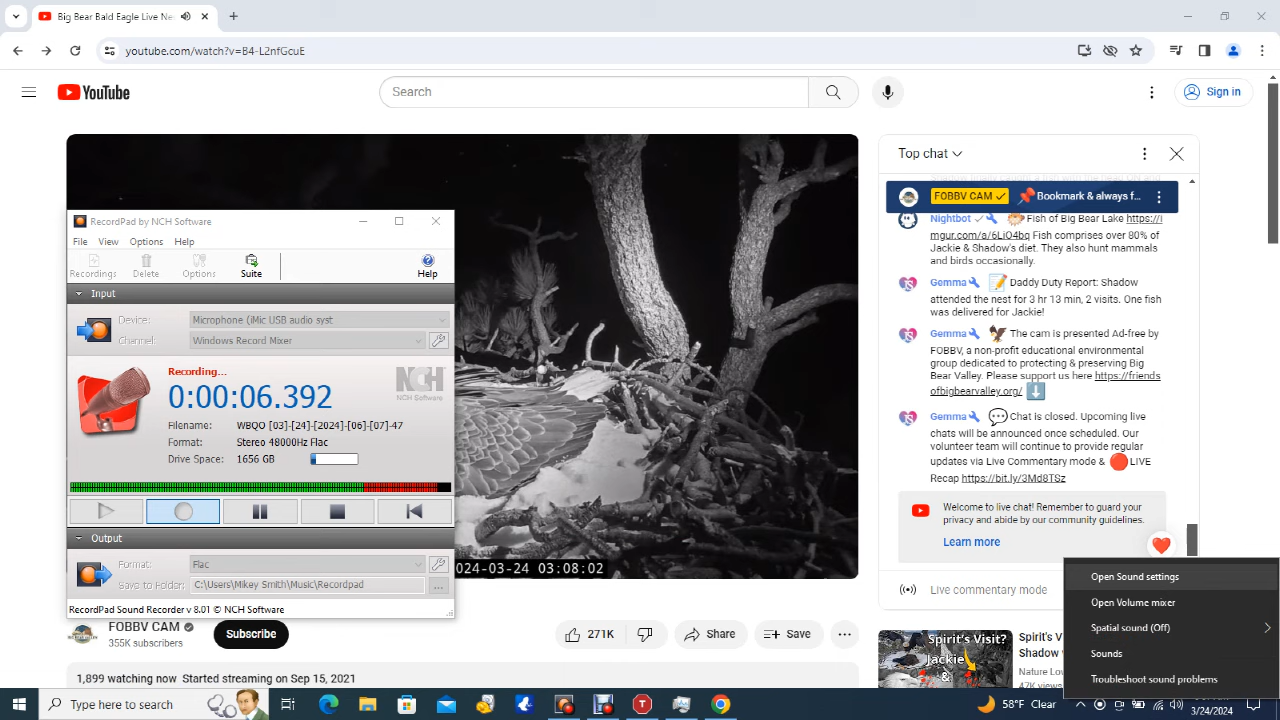 Big Bear Bald Eagle Live Ne
youtube.com/watch?v=B4-L2nfGcuE
YouTube
Search
Sign in
RecordPad by NCH Software
File View Options Help
Recordings Delete Options Suite Help
Input
Device: Microphone (iMic USB audio syst
Channel: Windows Record Mixer
Recording...
0:00:06.392
NCH
NCH Software
Filename: WBQO [03]-[24]-[2024]-[06]-[07]-47
Format: Stereo 48000Hz Flac
Drive Space: 1656 GB
Output
Format: Flac
Save to Folder: C:\Users\Mikey Smith\Music\Recordpad ...
RecordPad Sound Recorder v 8.01 © NCH Software
024-03-24 03:08:02
FOBBV CAM
355K subscribers
Subscribe
271K
Share
Save
1,899 watching now Started streaming on Sep 15, 2021
Top chat
FOBBV CAM Bookmark & always f...
Nightbot Fish of Big Bear Lake https://i
mgur.com/a/6LiO4bq Fish comprises over 80% of
Jackie & Shadow's diet. They also hunt mammals
and birds occasionally.
Gemma Daddy Duty Report: Shadow
attended the nest for 3 hr 13 min, 2 visits. One fish
was delivered for Jackie!
Gemma The cam is presented Ad-free by
FOBBV, a non-profit educational environmental
group dedicated to protecting & preserving Big
Bear Valley. Please support us here https://friends
ofbigbearvalley.org/
Gemma Chat is closed. Upcoming live
chats will be announced once scheduled. Our
volunteer team will continue to provide regular
updates via Live Commentary mode & LIVE
Recap https://bit.ly/3Md8TSz
Welcome to live chat! Remember to guard your
privacy and abide by our community guidelines.
Learn more
Live commentary mode
Open Sound settings
Open Volume mixer
Spatial sound (Off)
Sounds
Troubleshoot sound problems
Spirit's Visit?
Jackie
&
Spirit's V
Shadow
Nature Lo
47K views
Type here to search
58°F Clear
3/24/2024